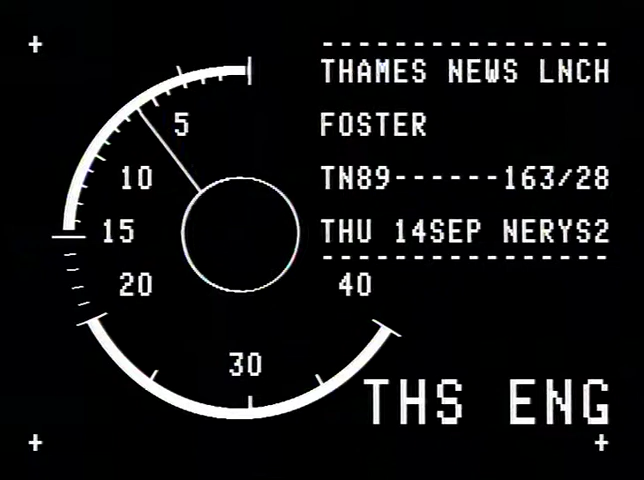 THAMES NEWS LNCH
FOSTER
TN89------163/28
THU 14SEP NERYS2
5
10
15
20
30
40
THS ENG